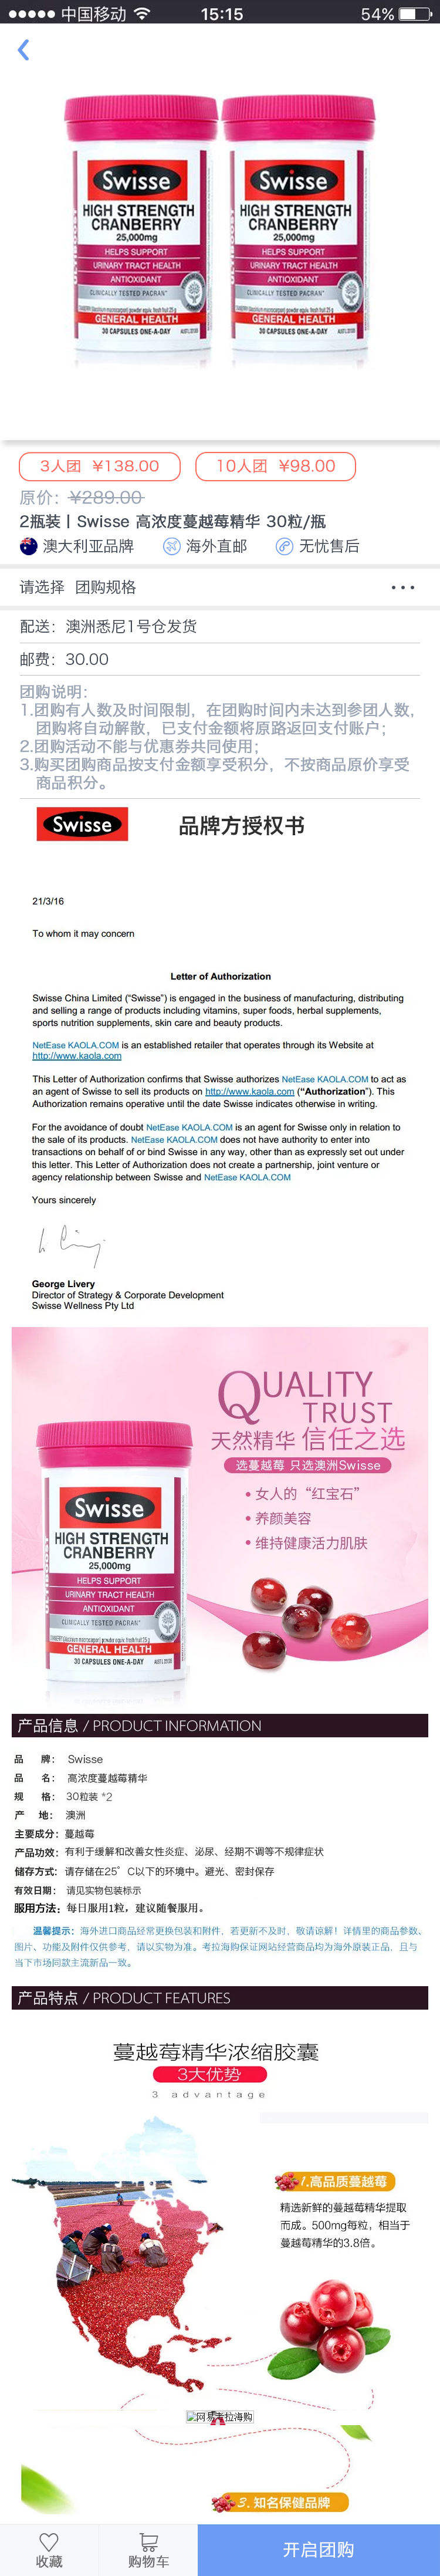 中国移动 15:15 54%
Swisse Swisse
HIGH STRENGTH HIGH STRENGTH
CRANBERRY CRANBERRY
25,000mg 25,000mg
HELPS SUPPORT HELPS SUPPORT
URINARY TRACT HEALTH URINARY TRACT HEALTH
ANTIOXIDANT ANTIOXIDANT
CLINICALLY TESTED PACRAN* CLINICALLY TESTED PACRAN*
GENERAL HEALTH GENERAL HEALTH
30 CAPSULES ONE-A-DAY 30 CAPSULES ONE-A-DAY
3人团 ¥138.00 10人团 ¥98.00
原价：¥289.00
2瓶装 | Swisse 高浓度蔓越莓精华 30粒/瓶
澳大利亚品牌 海外直邮 无忧售后
请选择 团购规格
配送：澳洲悉尼1号仓发货
邮费：30.00
团购说明：
1.团购有人数及时间限制，在团购时间内未达到参团人数，
团购将自动解散，已支付金额将原路返回支付账户；
2.团购活动不能与优惠券共同使用；
3.购买团购商品按支付金额享受积分，不按商品原价享受
商品积分。
Swisse 品牌方授权书
21/3/16
To whom it may concern
Letter of Authorization
Swisse China Limited ("Swisse") is engaged in the business of manufacturing, distributing
and selling a range of products including vitamins, super foods, herbal supplements,
sports nutrition supplements, skin care and beauty products.
NetEase KAOLA.COM is an established retailer that operates through its Website at
http://www.kaola.com
This Letter of Authorization confirms that Swisse authorizes NetEase KAOLA.COM to act as
an agent of Swisse to sell its products on http://www.kaola.com ("Authorization"). This
Authorization remains operative until the date Swisse indicates otherwise in writing.
For the avoidance of doubt NetEase KAOLA.COM is an agent for Swisse only in relation to
the sale of its products. NetEase KAOLA.COM does not have authority to enter into
transactions on behalf of or bind Swisse in any way, other than as expressly set out under
this letter. This Letter of Authorization does not create a partnership, joint venture or
agency relationship between Swisse and NetEase KAOLA.COM
Yours sincerely
George Livery
Director of Strategy & Corporate Development
Swisse Wellness Pty Ltd
QUALITY
TRUST
天然精华 信任之选
选蔓越莓 只选澳洲Swisse
• 女人的“红宝石”
• 养颜美容
• 维持健康活力肌肤
Swisse
HIGH STRENGTH
CRANBERRY
25,000mg
HELPS SUPPORT
URINARY TRACT HEALTH
ANTIOXIDANT
CLINICALLY TESTED PACRAN*
GENERAL HEALTH
30 CAPSULES ONE-A-DAY
产品信息 / PRODUCT INFORMATION
品 牌： Swisse
品 名： 高浓度蔓越莓精华
规 格： 30粒装 *2
产 地： 澳洲
主要成分： 蔓越莓
产品功效： 有利于缓解和改善女性炎症、泌尿、经期不调等不规律症状
储存方式: 请存储在25°C以下的环境中。避光、密封保存
有效日期： 请见实物包装标示
服用方法：每日服用1粒，建议随餐服用。
温馨提示：海外进口商品经常更换包装和附件，若更新不及时，敬请谅解！详情里的商品参数、
图片、功能及附件仅供参考，请以实物为准。考拉海购保证网站经营商品均为海外原装正品，且与
当下市场同款主流新品一致。
产品特点 / PRODUCT FEATURES
蔓越莓精华浓缩胶囊
3大优势
3 advantage
1.高品质蔓越莓
精选新鲜的蔓越莓精华提取
而成。500mg每粒，相当于
蔓越莓精华的3.8倍。
网易考拉海购
3. 知名保健品牌
收藏 购物车 开启团购